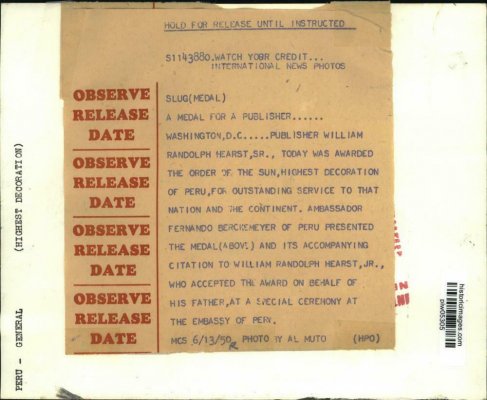 HOLD FOR RELEASE UNTIL INSTRUCTED
S1143880.WATCH YOUR CREDIT...
INTERNATIONAL NEWS PHOTOS
SLUG(MEDAL)
A MEDAL FOR A PUBLISHER......
WASHINGTON,D.C.....PUBLISHER WILLIAM
RANDOLPH HEARST,SR., TODAY WAS AWARDED
THE ORDER OF THE SUN,HIGHEST DECORATION
OF PERU,FOR OUTSTANDING SERVICE TO THAT
NATION AND THE CONTINENT. AMBASSADOR
FERNANDO BERCKEMEYER OF PERU PRESENTED
THE MEDAL(ABOVE) AND ITS ACCOMPANYING
CITATION TO WILLIAM RANDOLPH HEARST,JR.,
WHO ACCEPTED THE AWARD ON BEHALF OF
HIS FATHER,AT A SPECIAL CEREMONY AT
THE EMBASSY OF PERU.
MCS 6/13/50 PHOTO BY AL MUTO (HPO)
OBSERVE
RELEASE
DATE
OBSERVE
RELEASE
DATE
OBSERVE
RELEASE
DATE
OBSERVE
RELEASE
DATE
PERU - GENERAL (HIGHEST DECORATION)
historicimages.com